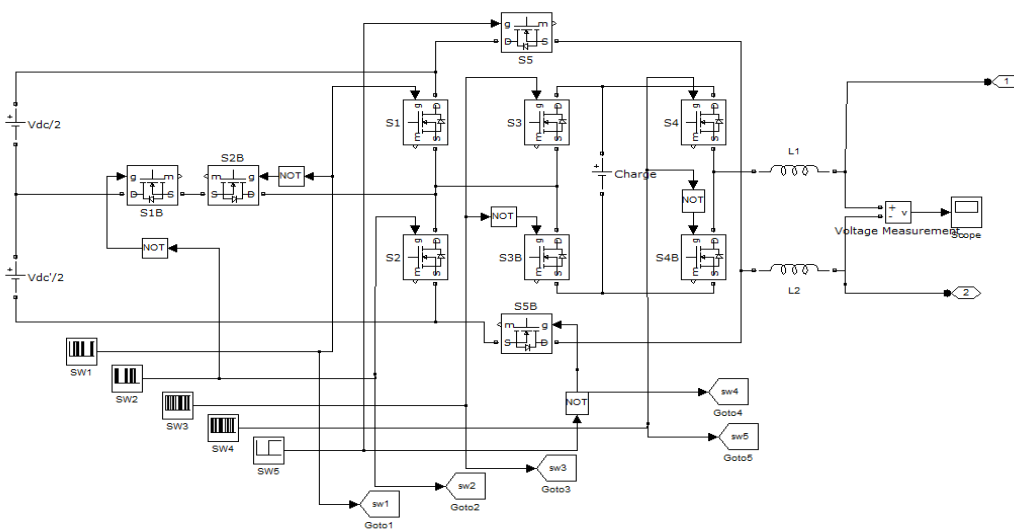 g m
D S
S5
Vdc/2
g D
E S
S1
g D
E S
S3
g D
E S
S4
1
L1
S2B
g m
D S
S1B
m g
S D
NOT
Charge
NOT
NOT
+
-
v
Voltage Measurement
Scope
NOT
g D
E S
S2
g D
E S
S3B
g D
E S
S4B
Vdc'/2
L2
2
m g
S D
S5B
SW1
SW2
SW3
SW4
SW5
NOT
sw4
Goto4
sw5
Goto5
sw3
Goto3
sw2
Goto2
sw1
Goto1